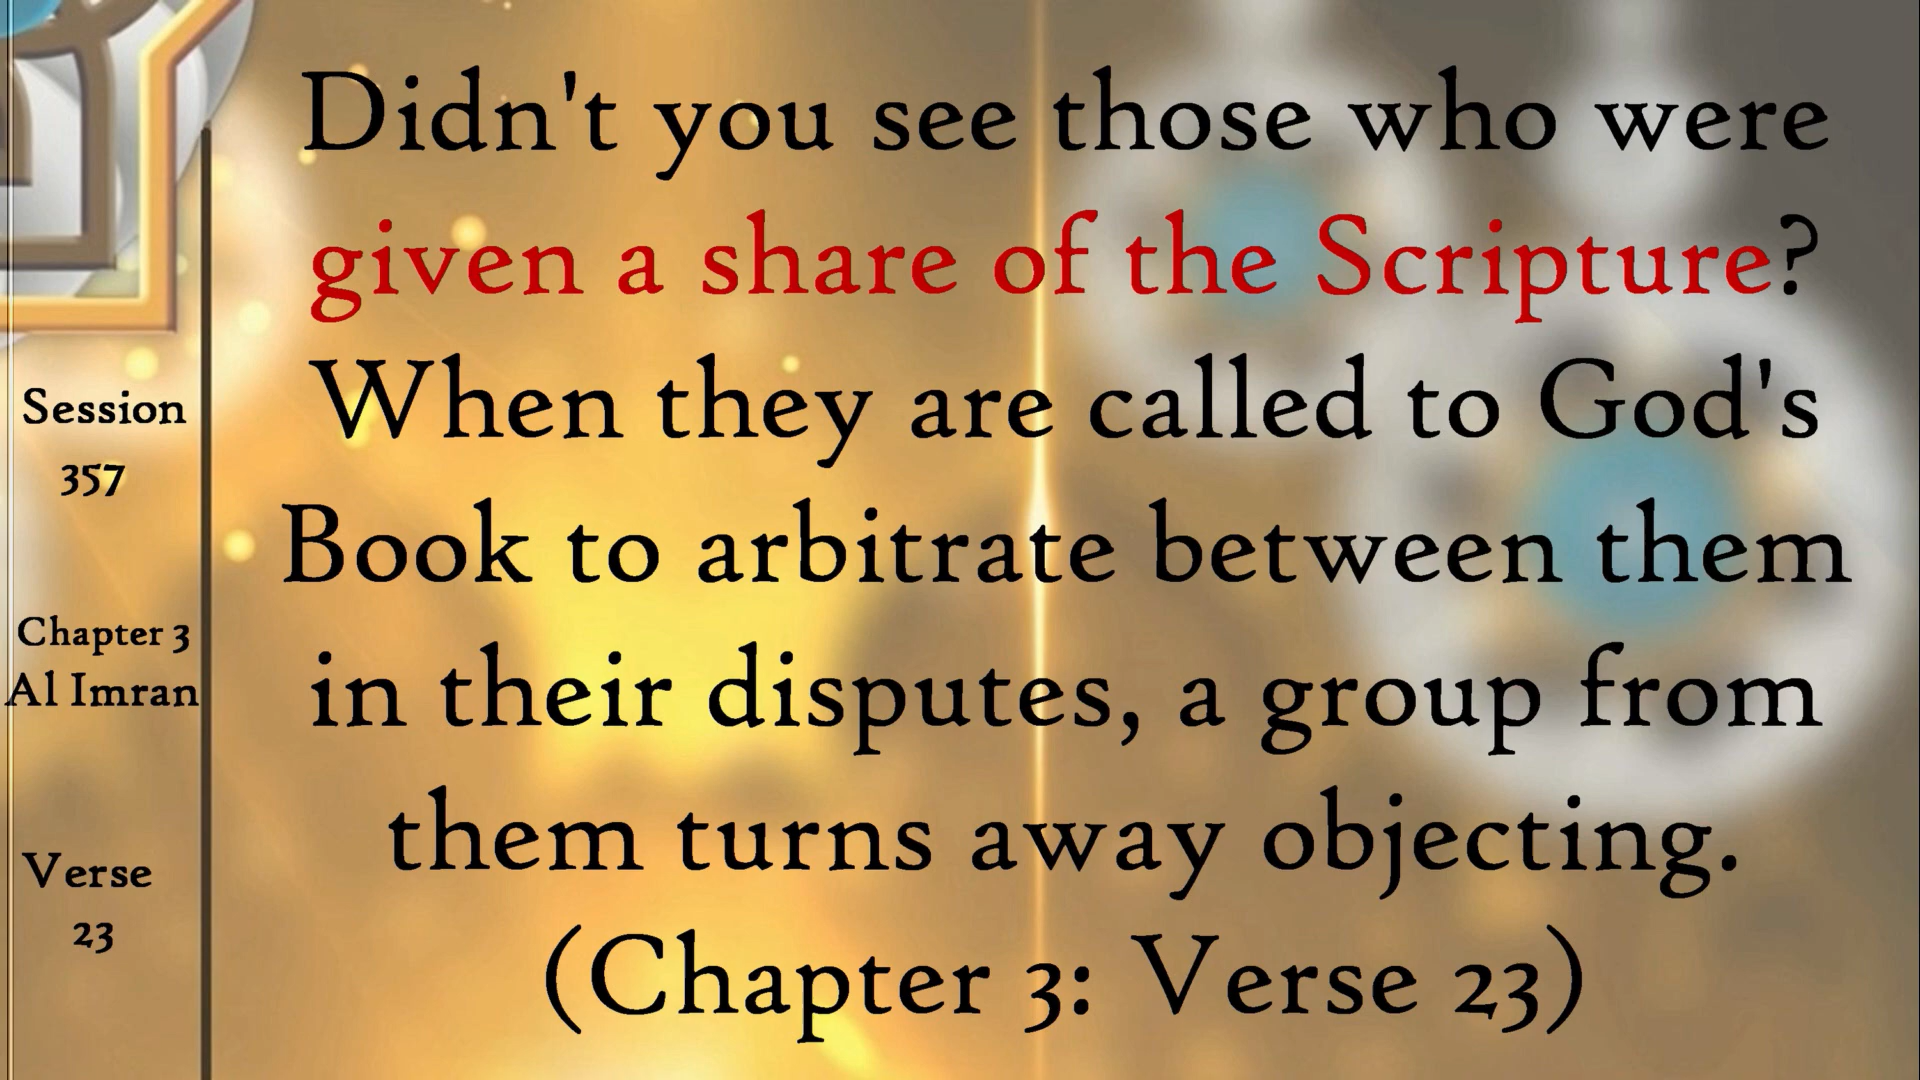 Session
357
Chapter 3
Al Imran
Verse
23
Didn't you see those who were
given a share of the Scripture?
When they are called to God's
Book to arbitrate between them
in their disputes, a group from
them turns away objecting.
(Chapter 3: Verse 23)